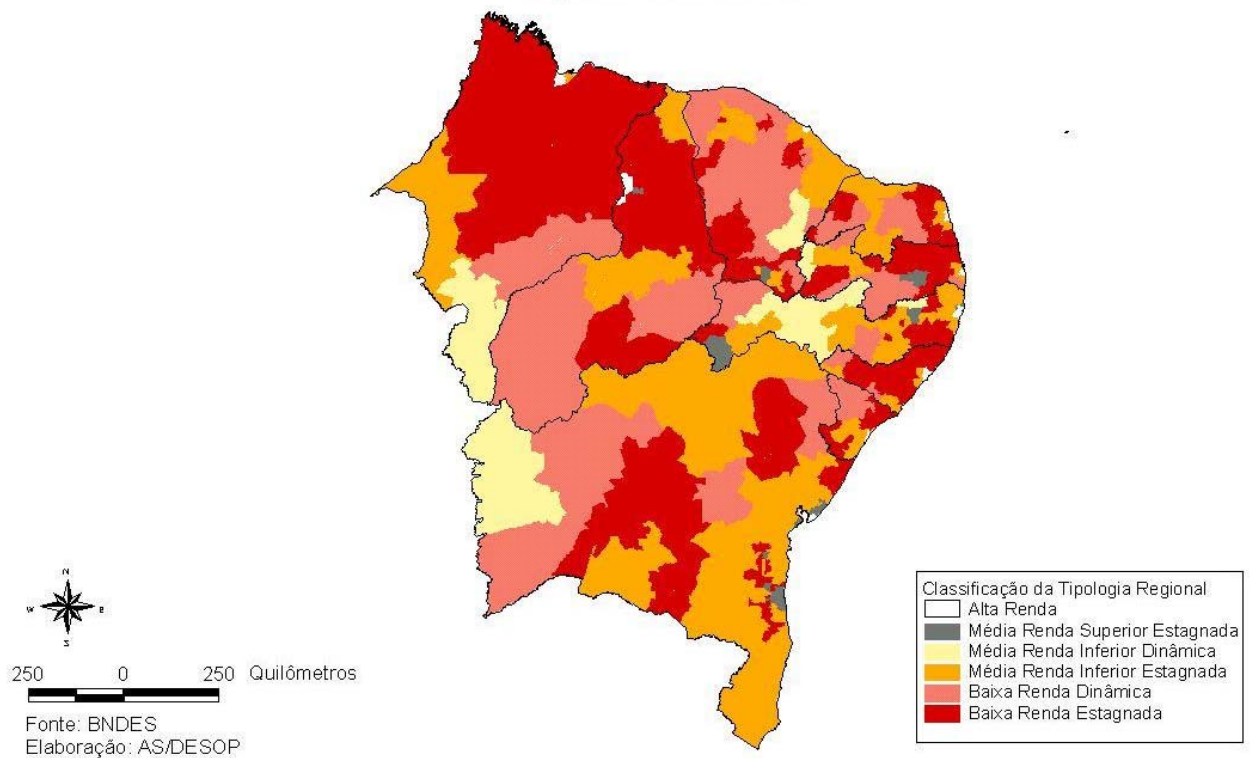 N
W E
S
250 0 250 Quilômetros
Fonte: BNDES
Elaboração: AS/DESOP
Classificação da Tipologia Regional
Alta Renda
Média Renda Superior Estagnada
Média Renda Inferior Dinâmica
Média Renda Inferior Estagnada
Baixa Renda Dinâmica
Baixa Renda Estagnada